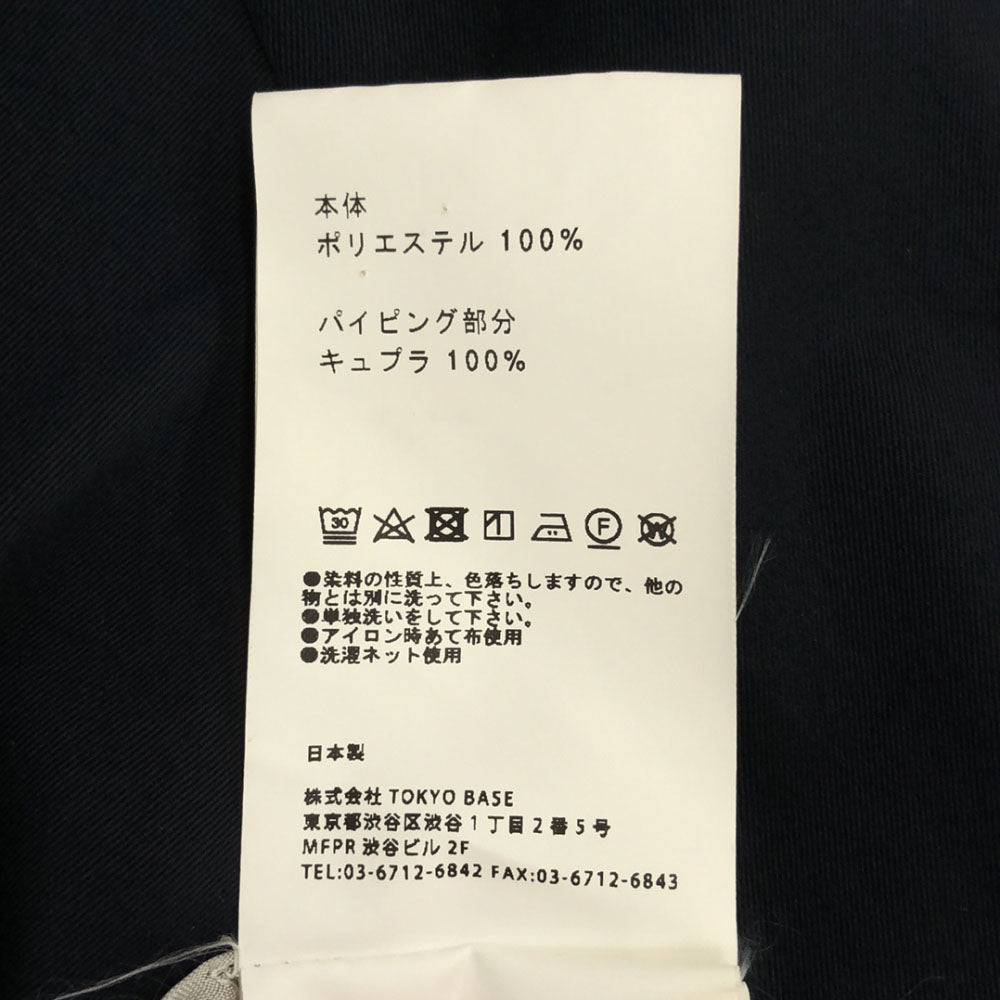 本体
ポリエステル 100%
パイピング部分
キュプラ 100%
30
F
W
●染料の性質上、色落ちしますので、他の
物とは別に洗って下さい。
●単独洗いをして下さい。
●アイロン時あて布使用
●洗濯ネット使用
日本製
株式会社 TOKYO BASE
東京都渋谷区渋谷1丁目2番5号
MFPR 渋谷ビル 2F
TEL:03-6712-6842 FAX:03-6712-6843